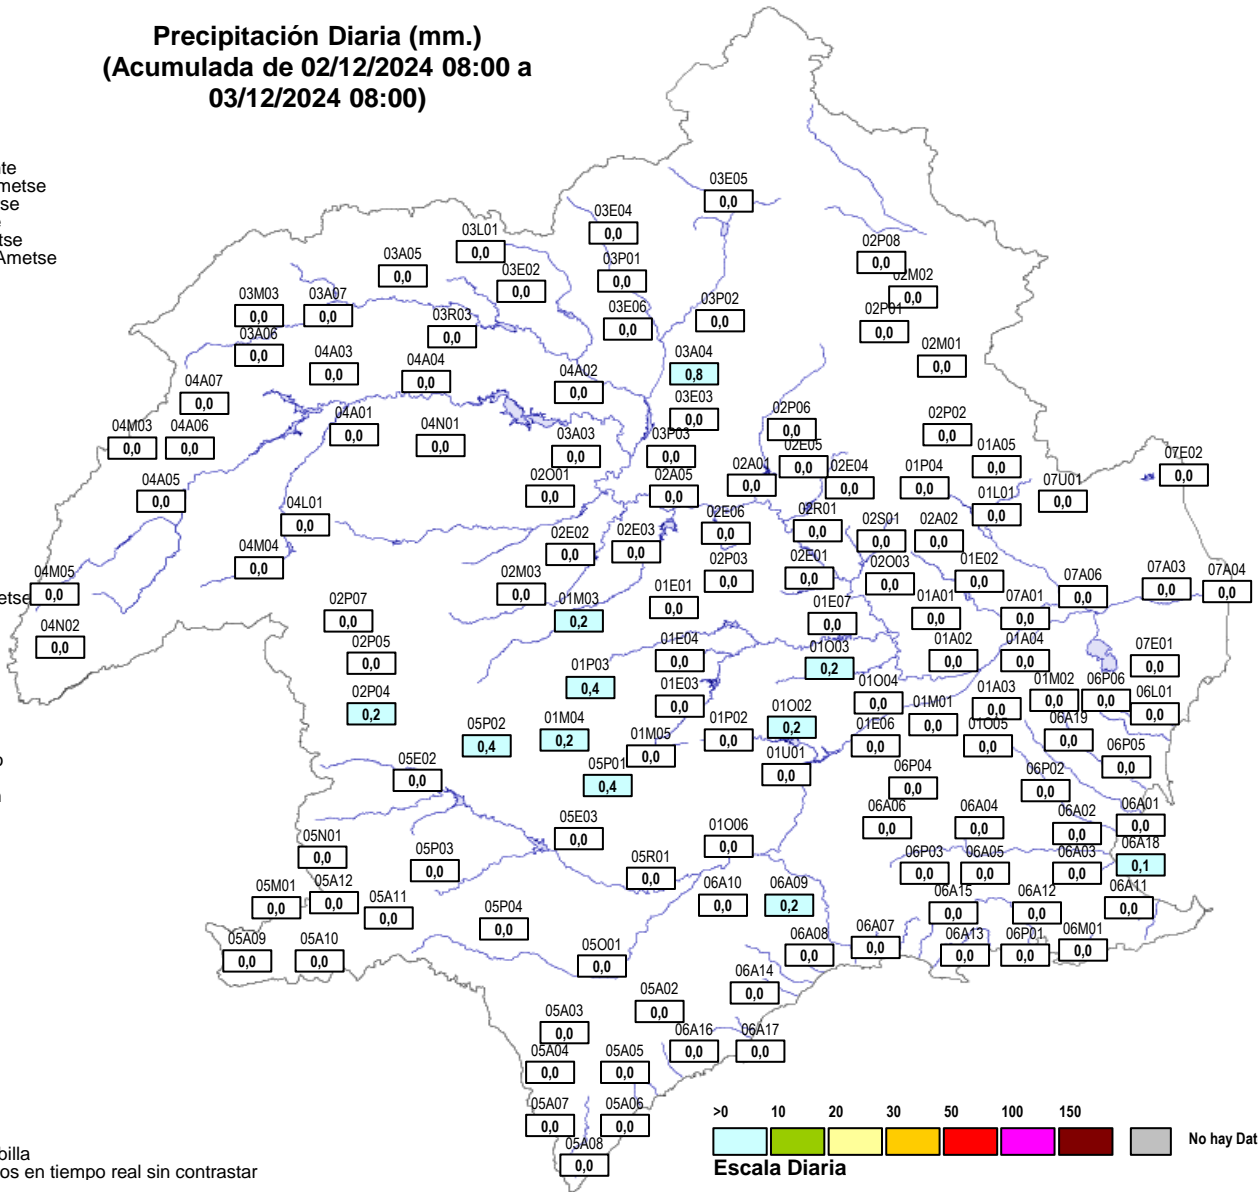 Precipitación Diaria (mm.)
(Acumulada de 02/12/2024 08:00 a
03/12/2024 08:00)
nte
metse
se
tse
Ametse
03E05
0,0
03E04
0,0
03L01
0,0
03A05
0,0
03E02
0,0
03P01
0,0
02P08
0,0
02M02
0,0
03M03
0,0
03A07
0,0
03R03
0,0
03E06
0,0
03P02
0,0
02P01
0,0
03A06
0,0
04A03
0,0
04A04
0,0
04A02
0,0
03A04
0,8
02M01
0,0
04A07
0,0
03E03
0,0
04M03
0,0
04A06
0,0
04A01
0,0
04N01
0,0
03A03
0,0
03P03
0,0
02P06
0,0
02P02
0,0
02E05
0,0
01A05
0,0
07E02
0,0
04A05
0,0
02O01
0,0
02A05
0,0
02A01
0,0
02E04
0,0
01P04
0,0
07U01
0,0
01L01
0,0
04L01
0,0
02E06
0,0
02R01
0,0
02S01
0,0
02A02
0,0
04M04
0,0
02E02
0,0
02E03
0,0
02P03
0,0
02E01
0,0
02O03
0,0
01E02
0,0
04M05
0,0
etse
02M03
0,0
01E01
0,0
07A06
0,0
07A03
0,0
07A04
0,0
02P07
0,0
01M03
0,2
01E07
0,0
01A01
0,0
07A01
0,0
04N02
0,0
02P05
0,0
01E04
0,0
01O03
0,2
01A02
0,0
01A04
0,0
07E01
0,0
01P03
0,4
01E03
0,0
01O04
0,0
01A03
0,0
01M02
0,0
06P06
0,0
06L01
0,0
02P04
0,2
05P02
0,4
01M04
0,2
01M05
0,0
01P02
0,0
01O02
0,2
01E06
0,0
01M01
0,0
01O05
0,0
06A19
0,0
06P05
0,0
o
05E02
0,0
05P01
0,4
01U01
0,0
06P04
0,0
06P02
0,0
05E03
0,0
01O06
0,0
06A06
0,0
06A04
0,0
06A02
0,0
06A01
0,0
05N01
0,0
05P03
0,0
05R01
0,0
06P03
0,0
06A05
0,0
06A03
0,0
06A18
0,1
05M01
0,0
05A12
0,0
05A11
0,0
05P04
0,0
06A10
0,0
06A09
0,2
06A15
0,0
06A12
0,0
06A11
0,0
05A09
0,0
05A10
0,0
05O01
0,0
06A08
0,0
06A07
0,0
06A13
0,0
06P01
0,0
06M01
0,0
06A14
0,0
05A03
0,0
05A02
0,0
06A16
0,0
06A17
0,0
05A04
0,0
05A05
0,0
05A07
0,0
05A06
0,0
05A08
0,0
>0 10 20 30 50 100 150
No hay Dat
Escala Diaria
billa
os en tiempo real sin contrastar